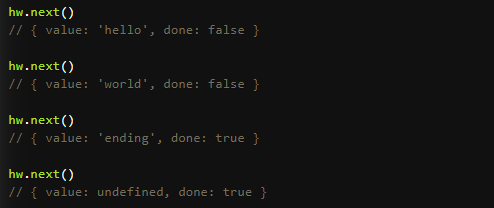 hw.next()
// { value: 'hello', done: false }
hw.next()
// { value: 'world', done: false }
hw.next()
// { value: 'ending', done: true }
hw.next()
// { value: undefined, done: true }